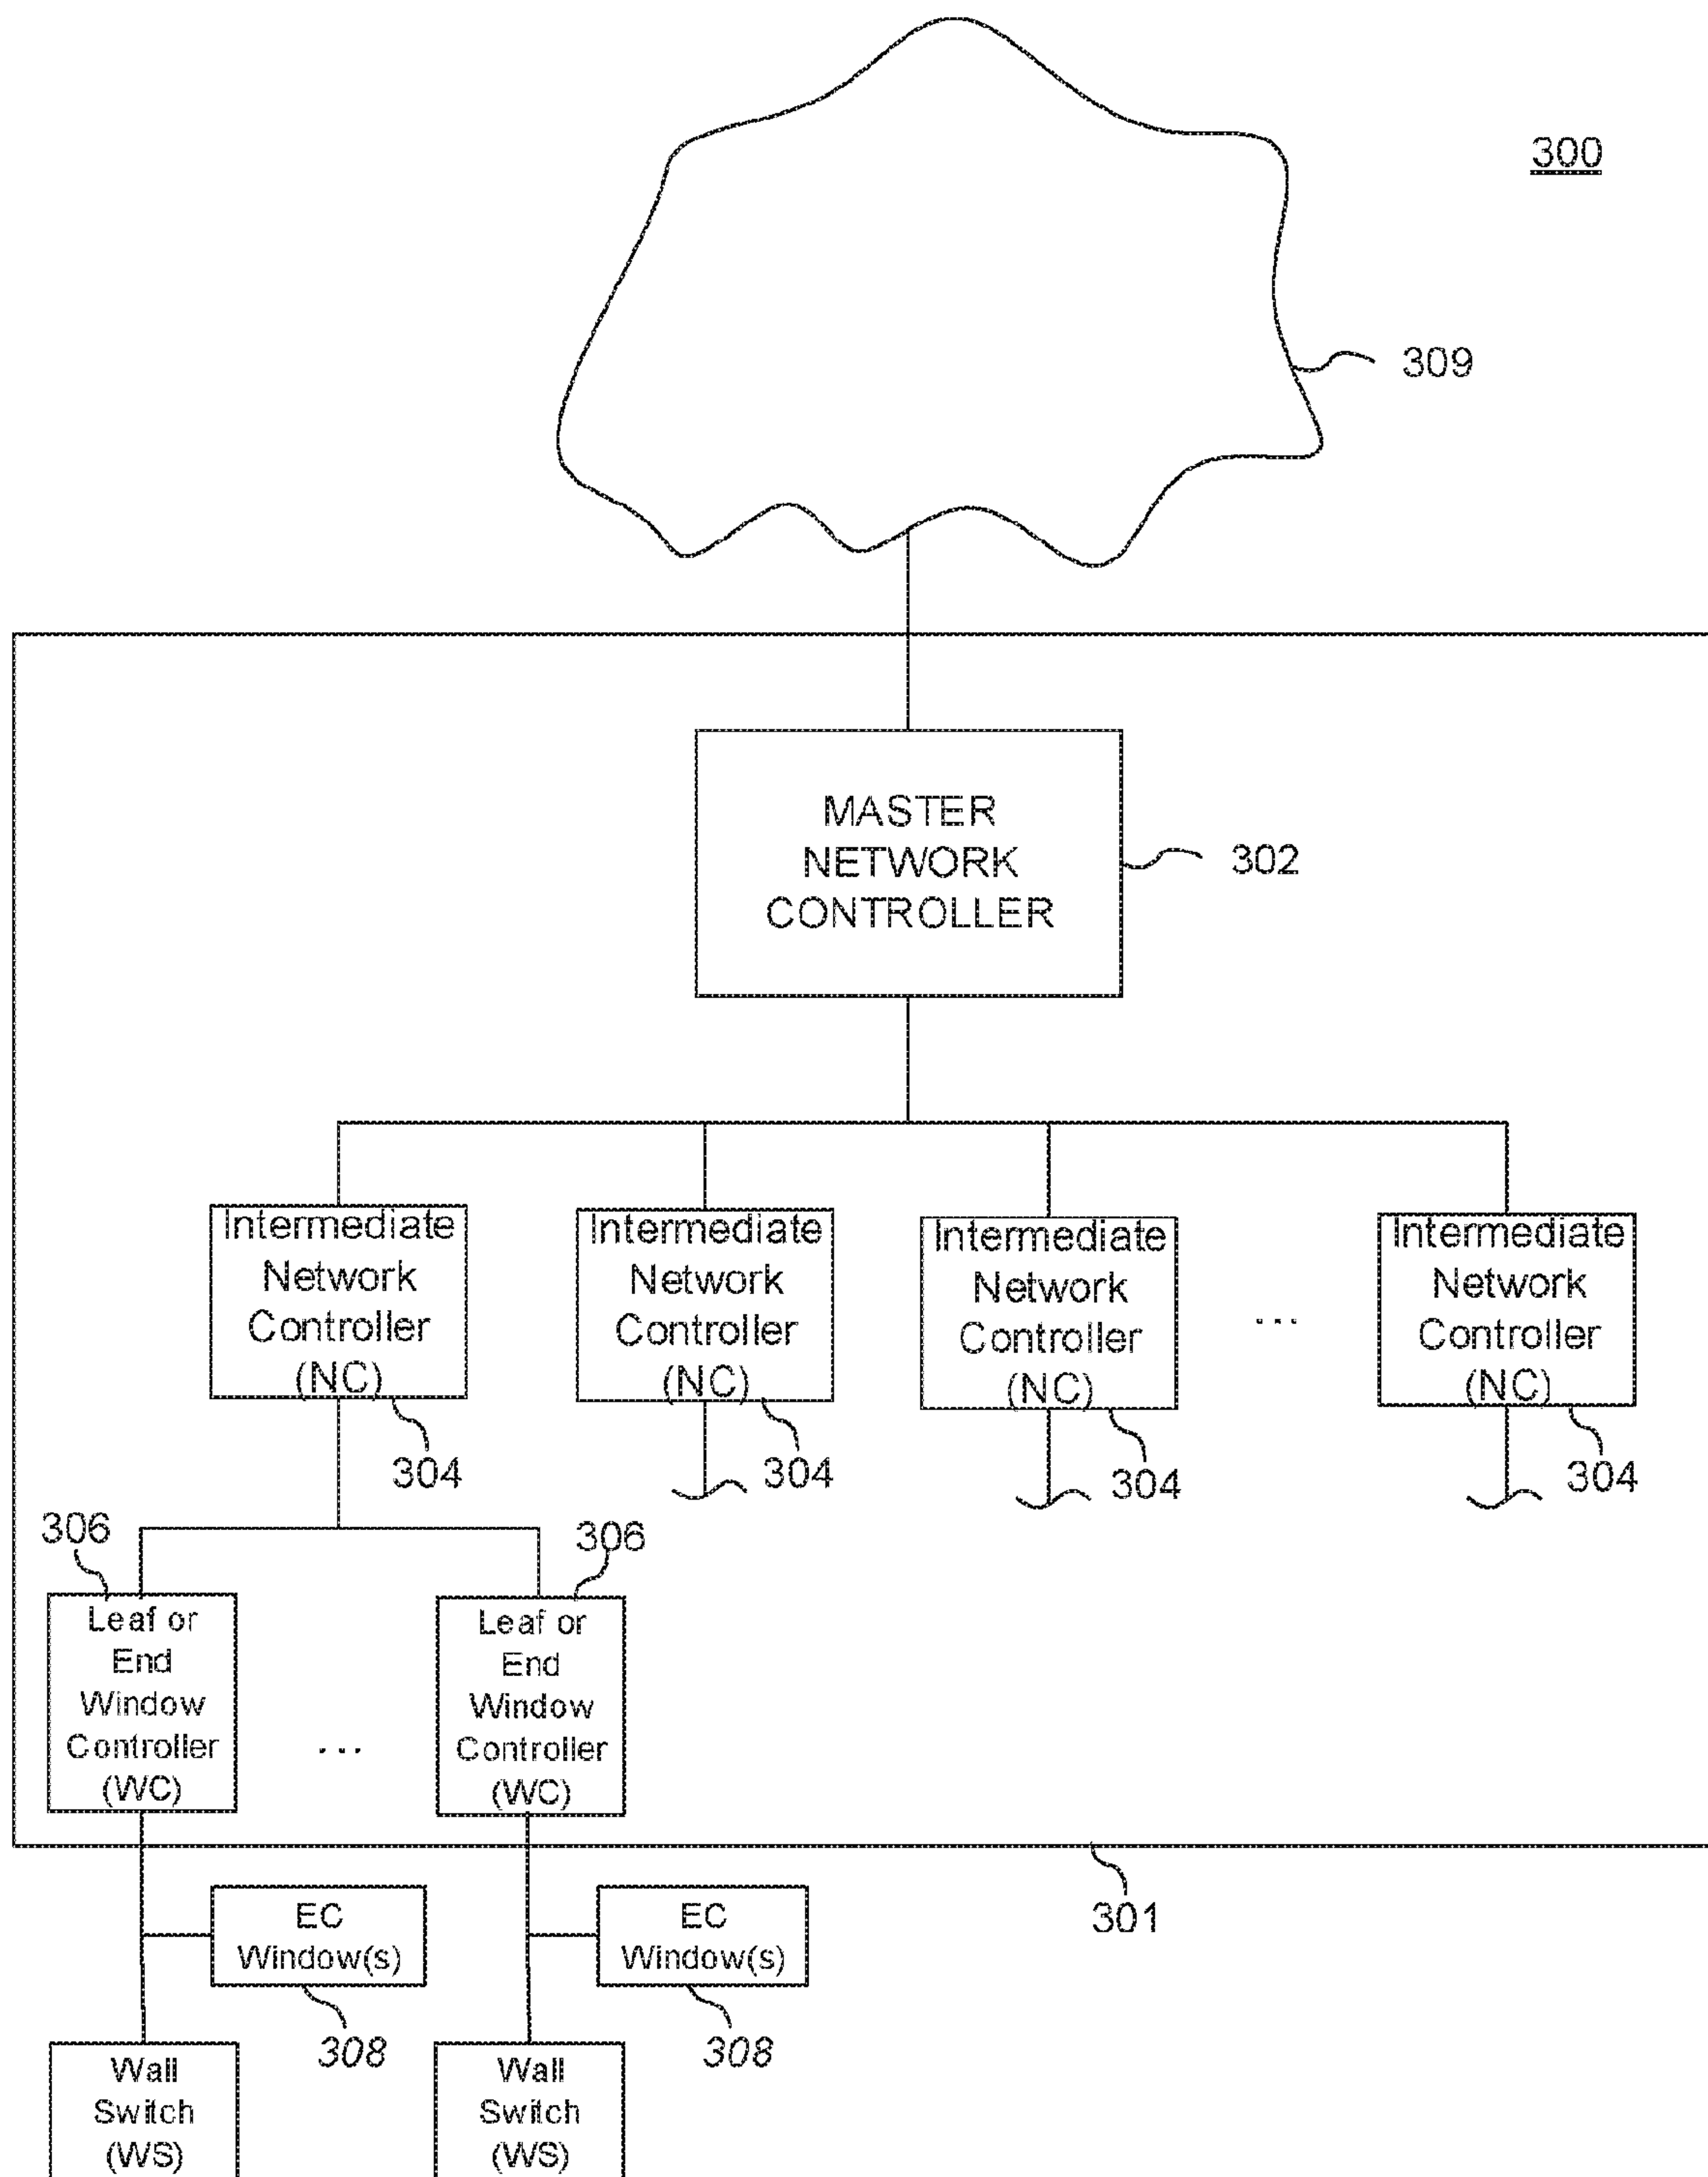 300
309
MASTER
NETWORK
CONTROLLER
302
Intermediate
Network
Controller
(NC)
304
Intermediate
Network
Controller
(NC)
304
Intermediate
Network
Controller
(NC)
304
...
Intermediate
Network
Controller
(NC)
304
306
Leaf or
End
Window
Controller
(WC)
...
306
Leaf or
End
Window
Controller
(WC)
301
EC
Window(s)
308
EC
Window(s)
308
Wall
Switch
(WS)
Wall
Switch
(WS)